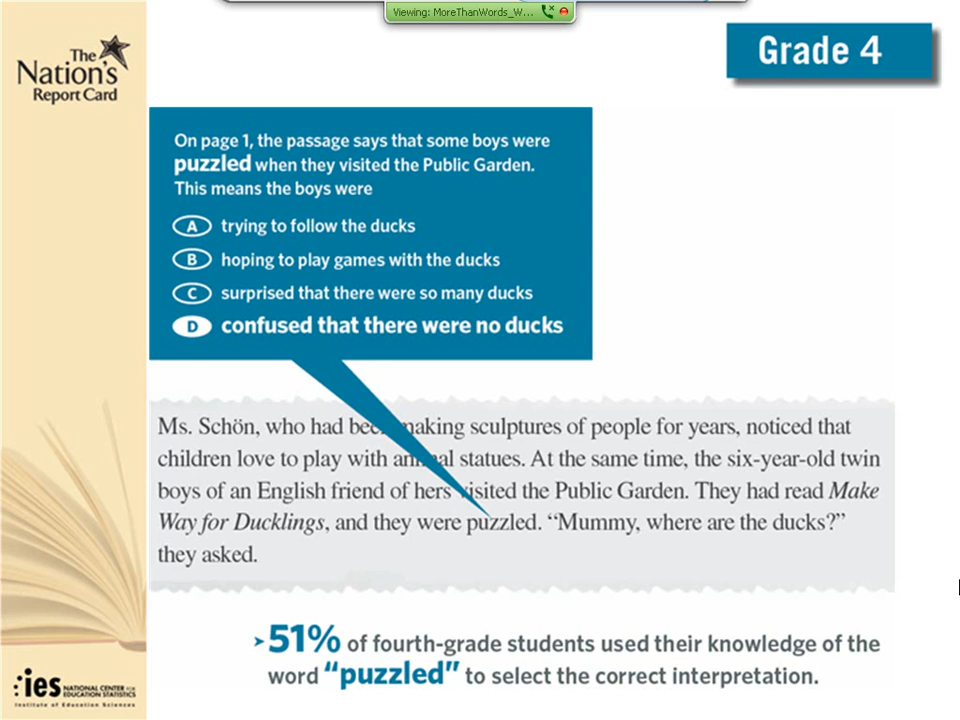 Viewing: MoreThanWords_W...
The
Nation's
Report Card
Grade 4
On page 1, the passage says that some boys were
puzzled when they visited the Public Garden.
This means the boys were
A trying to follow the ducks
B hoping to play games with the ducks
C surprised that there were so many ducks
D confused that there were no ducks
Ms. Schön, who had been making sculptures of people for years, noticed that
children love to play with animal statues. At the same time, the six-year-old twin
boys of an English friend of hers visited the Public Garden. They had read Make
Way for Ducklings, and they were puzzled. “Mummy, where are the ducks?”
they asked.
➤ 51% of fourth-grade students used their knowledge of the
word “puzzled” to select the correct interpretation.
ies NATIONAL CENTER FOR
EDUCATION STATISTICS
Institute of Education Sciences